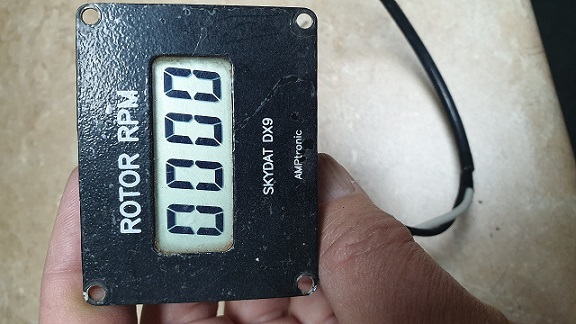 ROTOR RPM
0000
SKYDAT DX9
AMPtronic